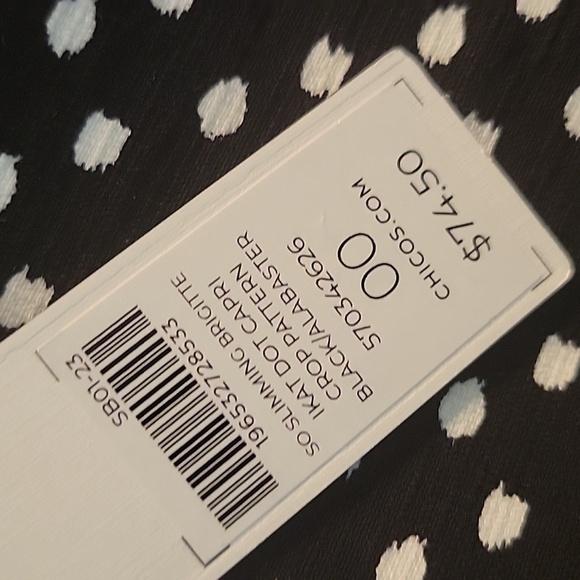 SB01-23
196532728533
SO SLIMMING BRIGITTE
IKAT DOT CAPRI
CROP PATTERN
BLACK/ALABASTER
570342626
00
CHICOS.COM
$74.50